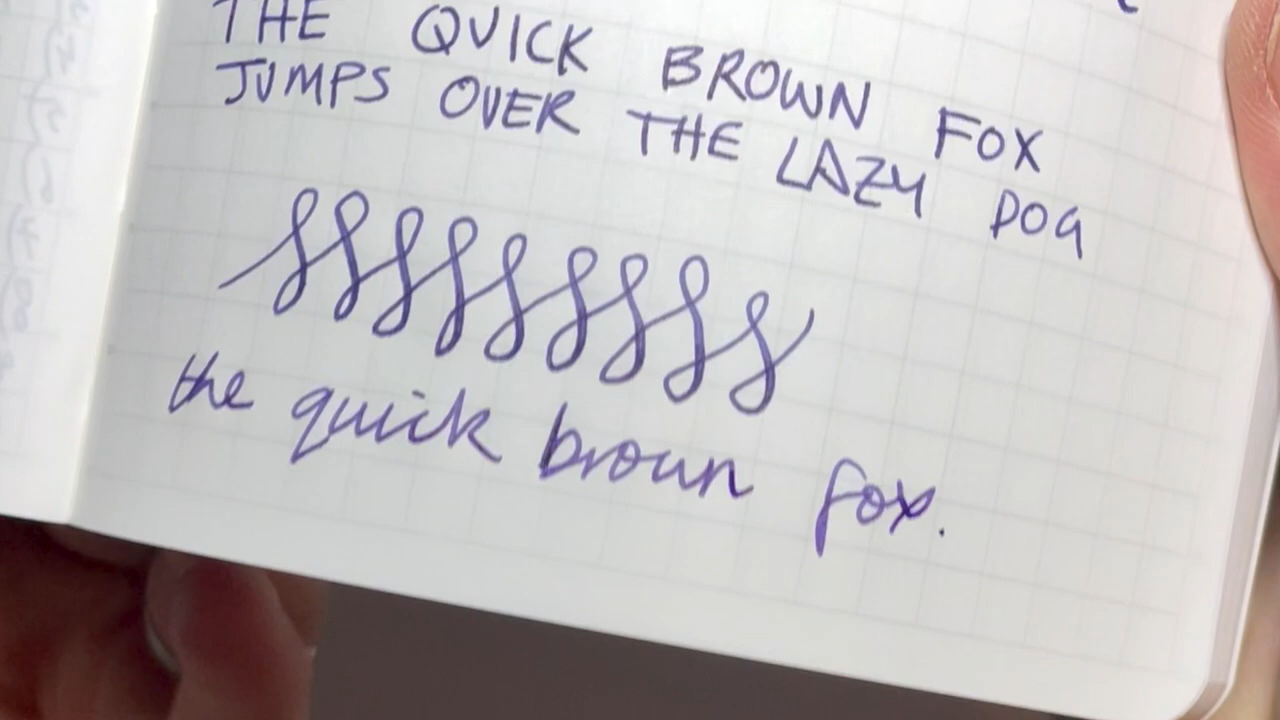 THE QUICK BROWN FOX
JUMPS OVER THE LAZY DOG
the quick brown fox.